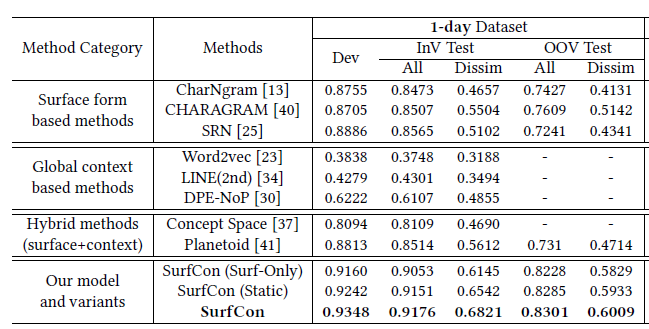 Method Category Methods 1-day Dataset
Dev InV Test OOV Test
All Dissim All Dissim
Surface form based methods CharNgram [13] 0.8755 0.8473 0.4657 0.7427 0.4131
CHARAGRAM [40] 0.8705 0.8507 0.5504 0.7609 0.5142
SRN [25] 0.8886 0.8565 0.5102 0.7241 0.4341
Global context based methods Word2vec [23] 0.3838 0.3748 0.3188 - -
LINE(2nd) [34] 0.4279 0.4301 0.3494 - -
DPE-NoP [30] 0.6222 0.6107 0.4855 - -
Hybrid methods Concept Space [37] 0.8094 0.8109 0.4690 - -
(surface+context) Planetoid [41] 0.8813 0.8514 0.5612 0.731 0.4714
Our model and variants SurfCon (Surf-Only) 0.9160 0.9053 0.6145 0.8228 0.5829
SurfCon (Static) 0.9242 0.9151 0.6542 0.8285 0.5933
SurfCon 0.9348 0.9176 0.6821 0.8301 0.6009